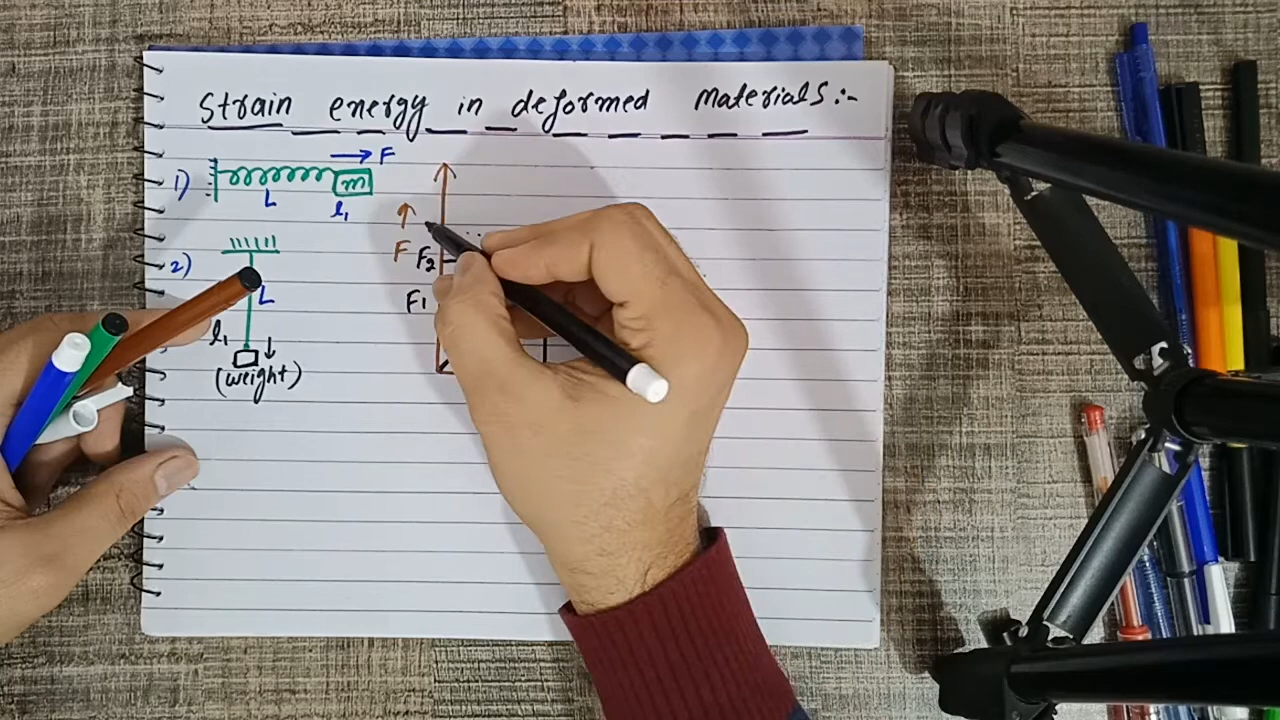 Strain energy in deformed materials:-
1) m F
L l₁
F
2) F₂
L F₁
l₁
(weight)